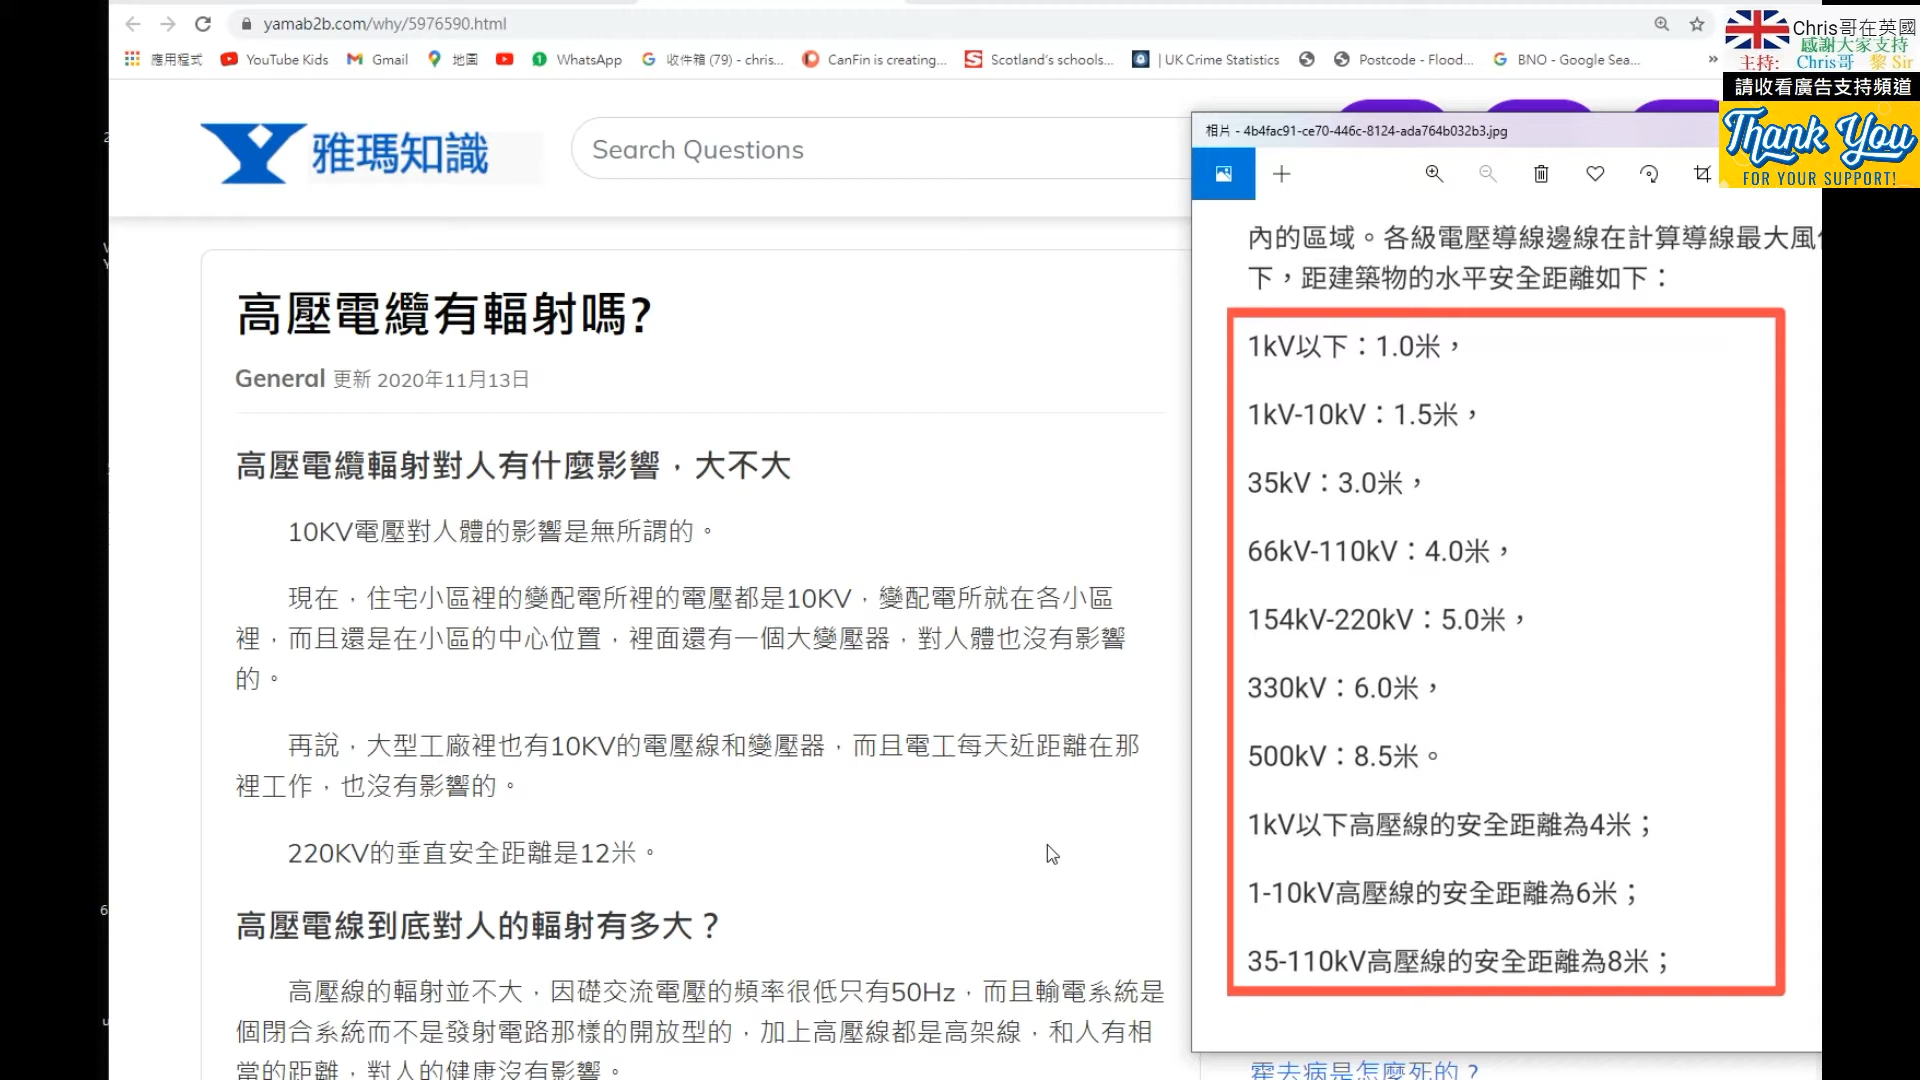 yamab2b.com/why/5976590.html
應用程式 YouTube Kids Gmail 地圖 WhatsApp 收件箱 (79) - chris... CanFin is creating... Scotland's schools... | UK Crime Statistics Postcode - Flood... BNO - Google Sea... »
Chris哥在英國
感謝大家支持
主持: Chris哥 黎 Sir
請收看廣告支持頻道
Thank You
FOR YOUR SUPPORT!
雅瑪知識
Search Questions
高壓電纜有輻射嗎?
General 更新 2020年11月13日
高壓電纜輻射對人有什麼影響，大不大
10KV電壓對人體的影響是無所謂的。
現在，住宅小區裡的變配電所裡的電壓都是10KV，變配電所就在各小區
裡，而且還是在小區的中心位置，裡面還有一個大變壓器，對人體也沒有影響
的。
再說，大型工廠裡也有10KV的電壓線和變壓器，而且電工每天近距離在那
裡工作，也沒有影響的。
220KV的垂直安全距離是12米。
高壓電線到底對人的輻射有多大？
高壓線的輻射並不大，因礎交流電壓的頻率很低只有50Hz，而且輸電系統是
個閉合系統而不是發射電路那樣的開放型的，加上高壓線都是高架線，和人有相
當的距離，對人的健康沒有影響。
相片 - 4b4fac91-ce70-446c-8124-ada764b032b3.jpg
內的區域。各級電壓導線邊線在計算導線最大風
下，距建築物的水平安全距離如下：
1kV以下：1.0米，
1kV-10kV：1.5米，
35kV：3.0米，
66kV-110kV：4.0米，
154kV-220kV：5.0米，
330kV：6.0米，
500kV：8.5米。
1kV以下高壓線的安全距離為4米；
1-10kV高壓線的安全距離為6米；
35-110kV高壓線的安全距離為8米；
霍去病是怎麼死的？